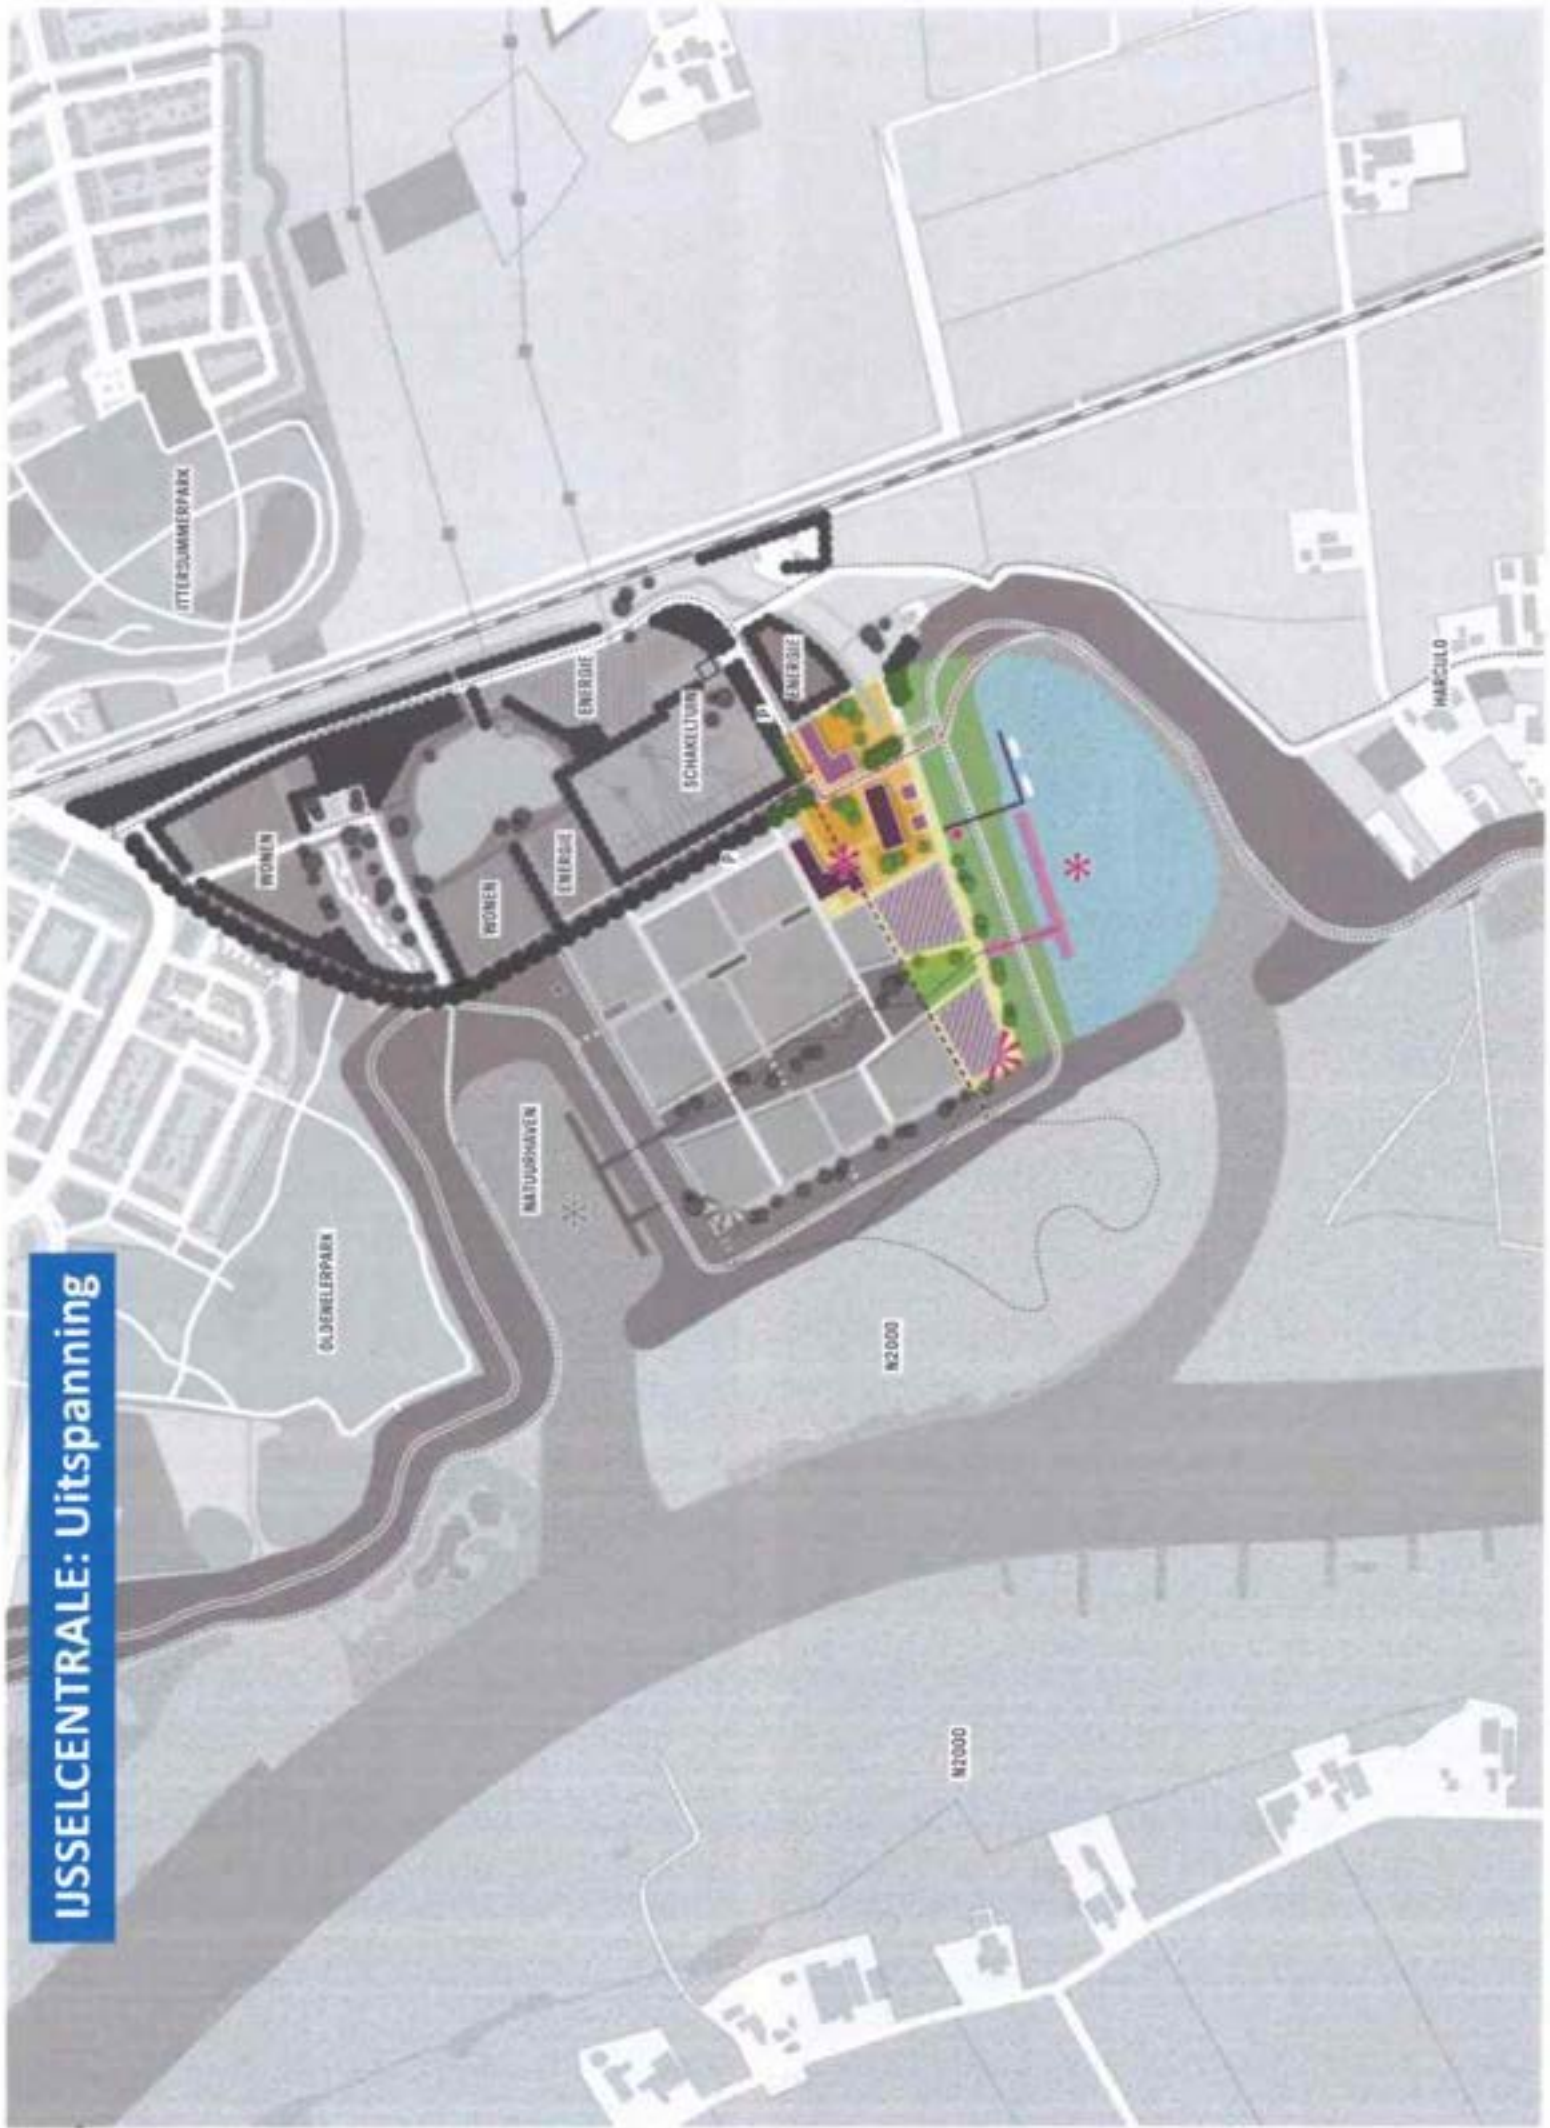 IJSSELCENTRALE: Uitspanning
ITTERSUMMERPARK
WONEN
OLDENELERPARK
WONEN
NATUURHAVEN
ENERGIE
ENERGIE
SCHAKELTUIN
P
P
ENERGIE
N2000
N2000
HARCULO